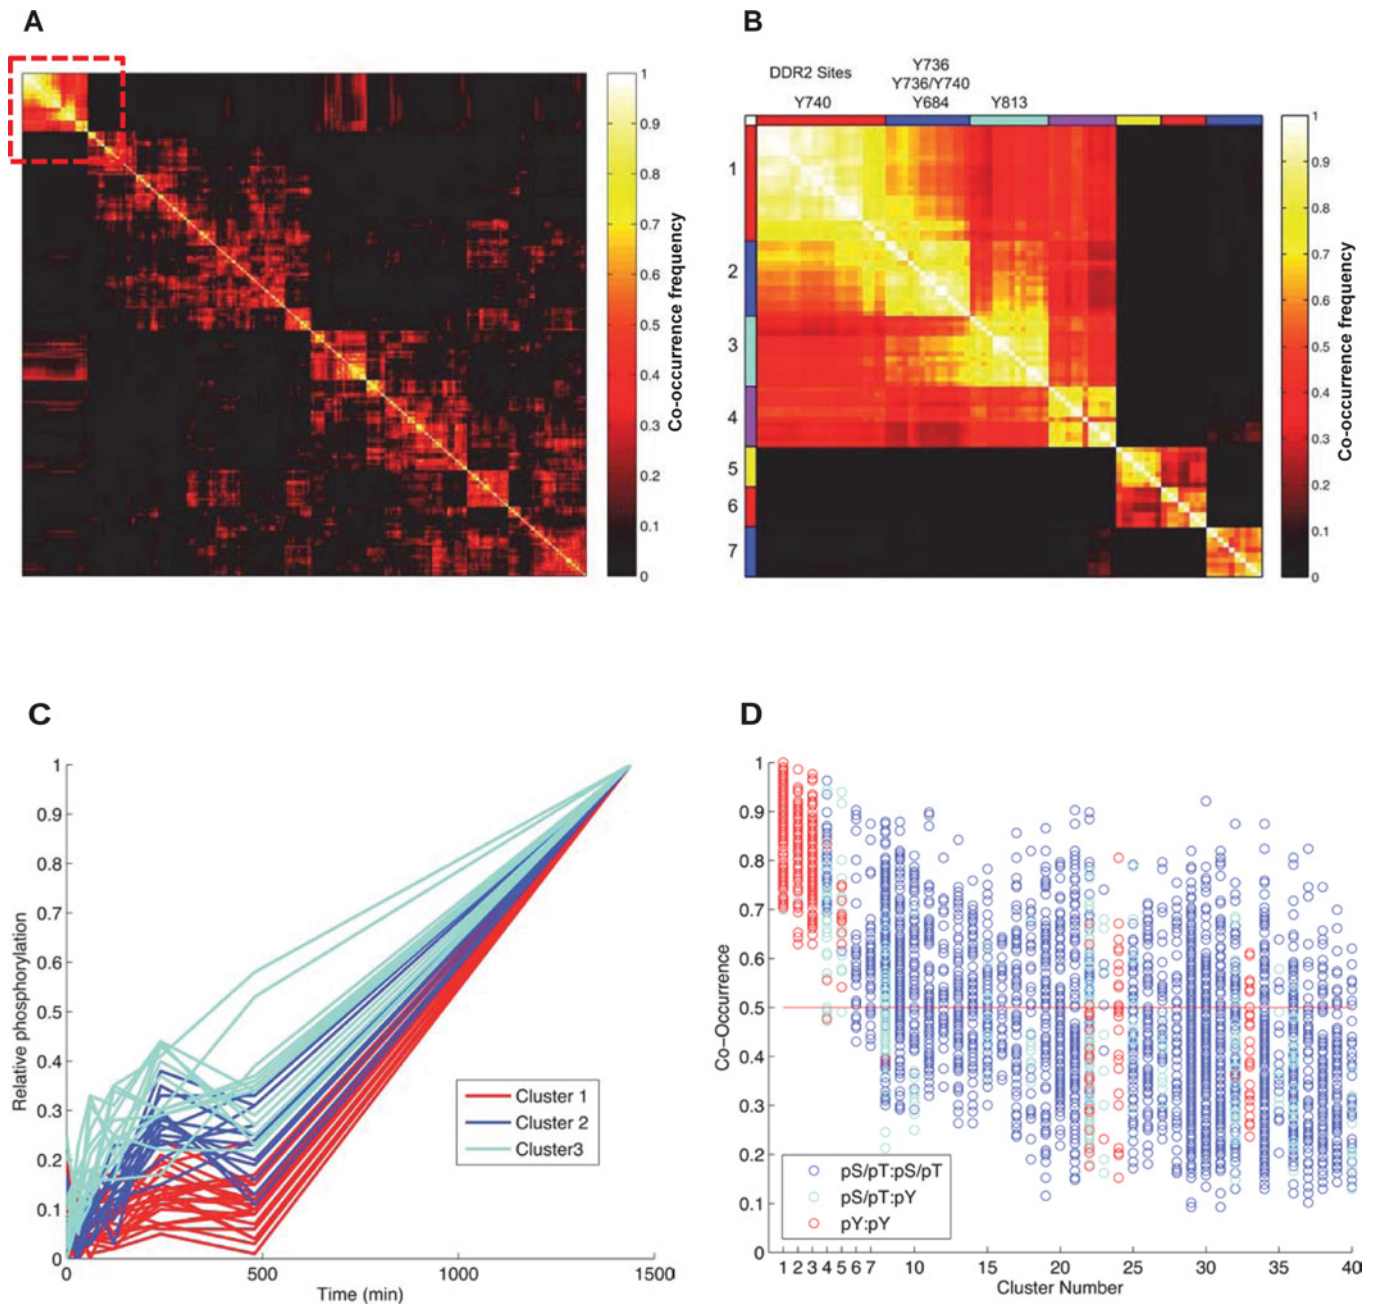 A
1
0.9
0.8
0.7
0.6
0.5
0.4
0.3
0.2
0.1
0
Co-occurrence frequency
B
DDR2 Sites
Y736
Y736/Y740
Y740
Y684
Y813
1
2
3
4
5
6
7
1
0.9
0.8
0.7
0.6
0.5
0.4
0.3
0.2
0.1
0
Co-occurrence frequency
C
1
0.9
0.8
0.7
0.6
0.5
0.4
0.3
0.2
0.1
0
Relative phosphorylation
Cluster 1
Cluster 2
Cluster3
0 500 1000 1500
Time (min)
D
1
0.9
0.8
0.7
0.6
0.5
0.4
0.3
0.2
0.1
0
Co-Occurrence
pS/pT:pS/pT
pS/pT:pY
pY:pY
1 2 3 4 5 6 7 10 15 20 25 30 35 40
Cluster Number